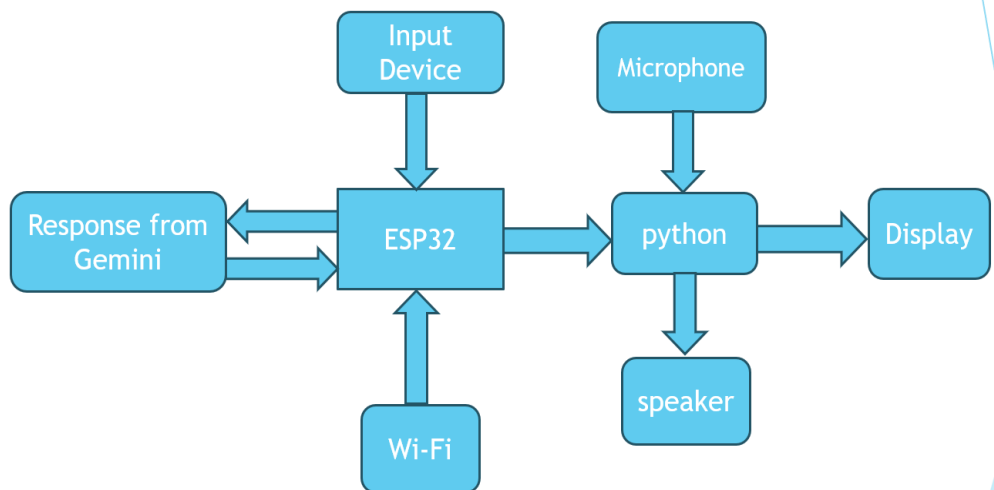 Input
Device
Microphone
Response from
Gemini
ESP32
python
Display
speaker
Wi-Fi